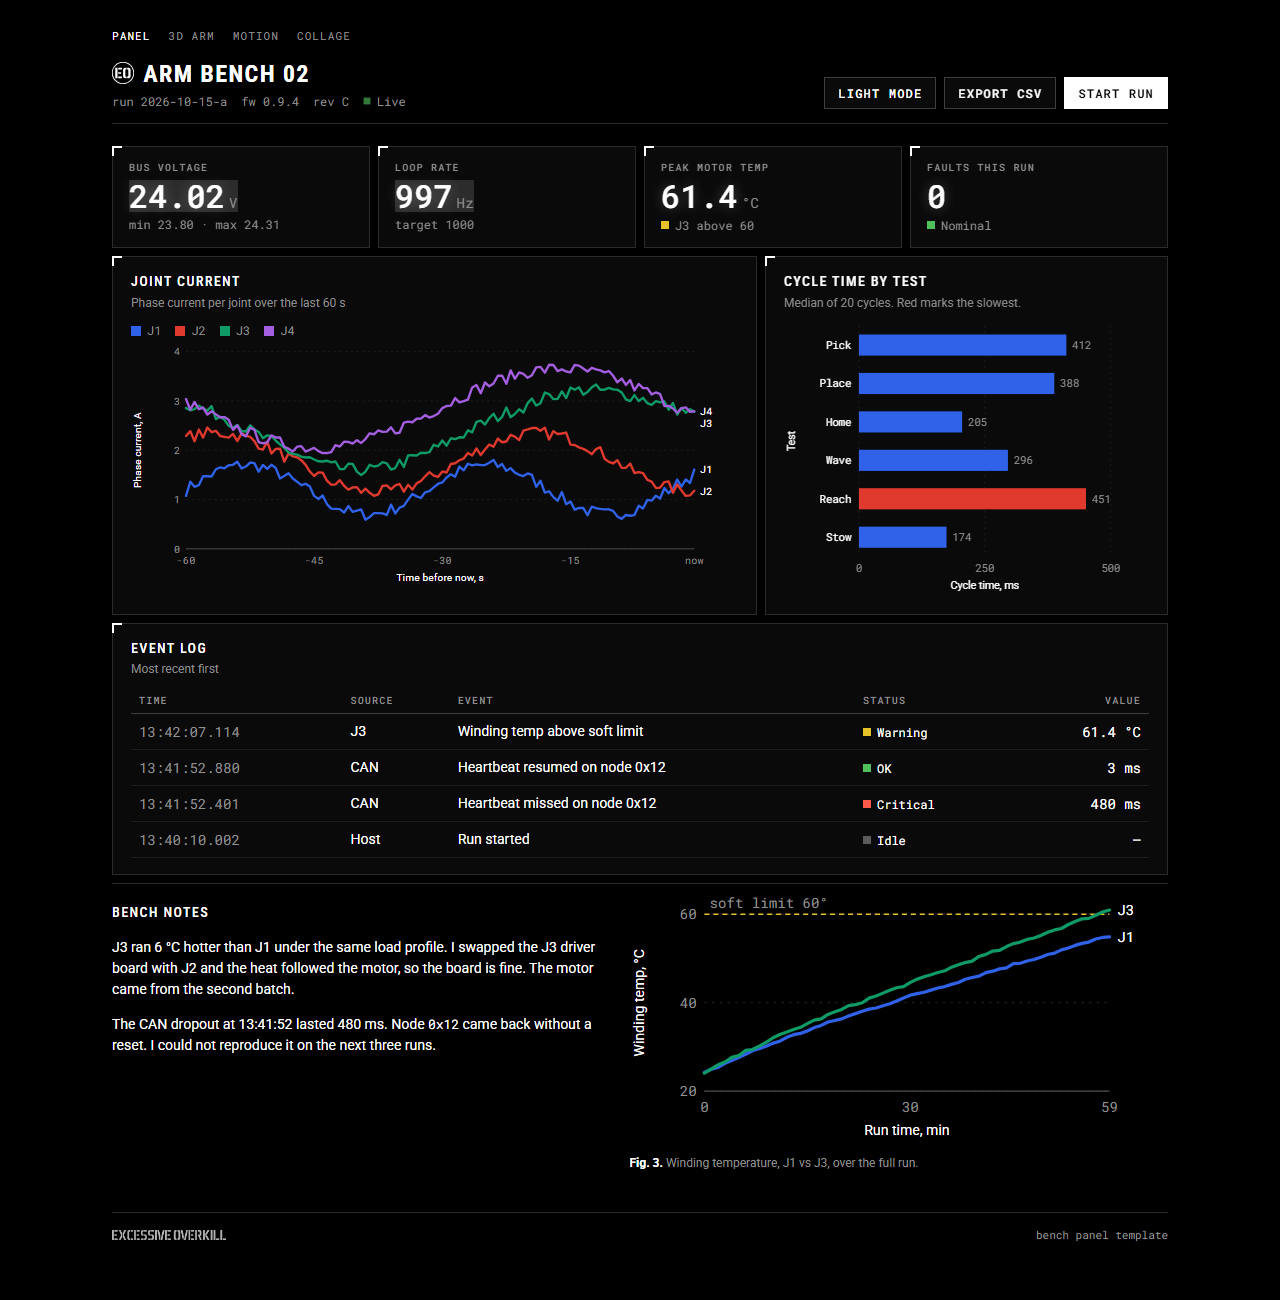 PANEL 3D ARM MOTION COLLAGE
EO ARM BENCH 02
run 2026-10-15-a fw 0.9.4 rev C Live
LIGHT MODE EXPORT CSV START RUN
BUS VOLTAGE
24.02 V
min 23.80 · max 24.31
LOOP RATE
997 Hz
target 1000
PEAK MOTOR TEMP
61.4 °C
J3 above 60
FAULTS THIS RUN
0
Nominal
JOINT CURRENT
Phase current per joint over the last 60 s
J1 J2 J3 J4
4
3
2
1
0
Phase current, A
J4
J3
J1
J2
-60 -45 -30 -15 now
Time before now, s
CYCLE TIME BY TEST
Median of 20 cycles. Red marks the slowest.
Test
Pick 412
Place 388
Home 205
Wave 296
Reach 451
Stow 174
0 250 500
Cycle time, ms
EVENT LOG
Most recent first
TIME SOURCE EVENT STATUS VALUE
13:42:07.114 J3 Winding temp above soft limit Warning 61.4 °C
13:41:52.880 CAN Heartbeat resumed on node 0x12 OK 3 ms
13:41:52.401 CAN Heartbeat missed on node 0x12 Critical 480 ms
13:40:10.002 Host Run started Idle —
BENCH NOTES
J3 ran 6 °C hotter than J1 under the same load profile. I swapped the J3 driver
board with J2 and the heat followed the motor, so the board is fine. The motor
came from the second batch.
The CAN dropout at 13:41:52 lasted 480 ms. Node 0x12 came back without a
reset. I could not reproduce it on the next three runs.
soft limit 60°
60
40
20
Winding temp, °C
J3
J1
0 30 59
Run time, min
Fig. 3. Winding temperature, J1 vs J3, over the full run.
EXCESSIVE OVERKILL
bench panel template